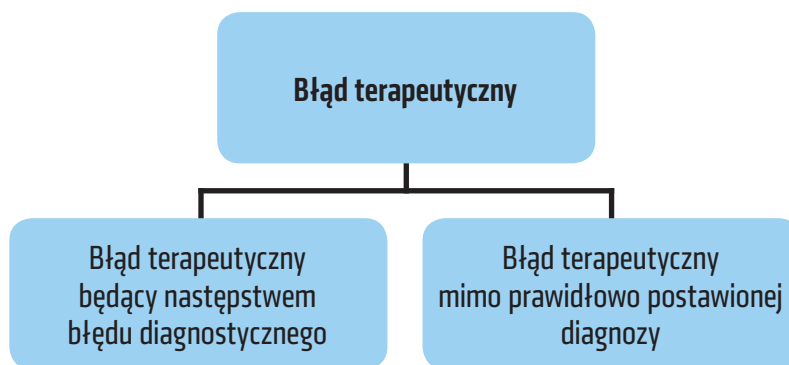 Błąd terapeutyczny
Błąd terapeutyczny
będący następstwem
błędu diagnostycznego
Błąd terapeutyczny
mimo prawidłowo postawionej
diagnozy